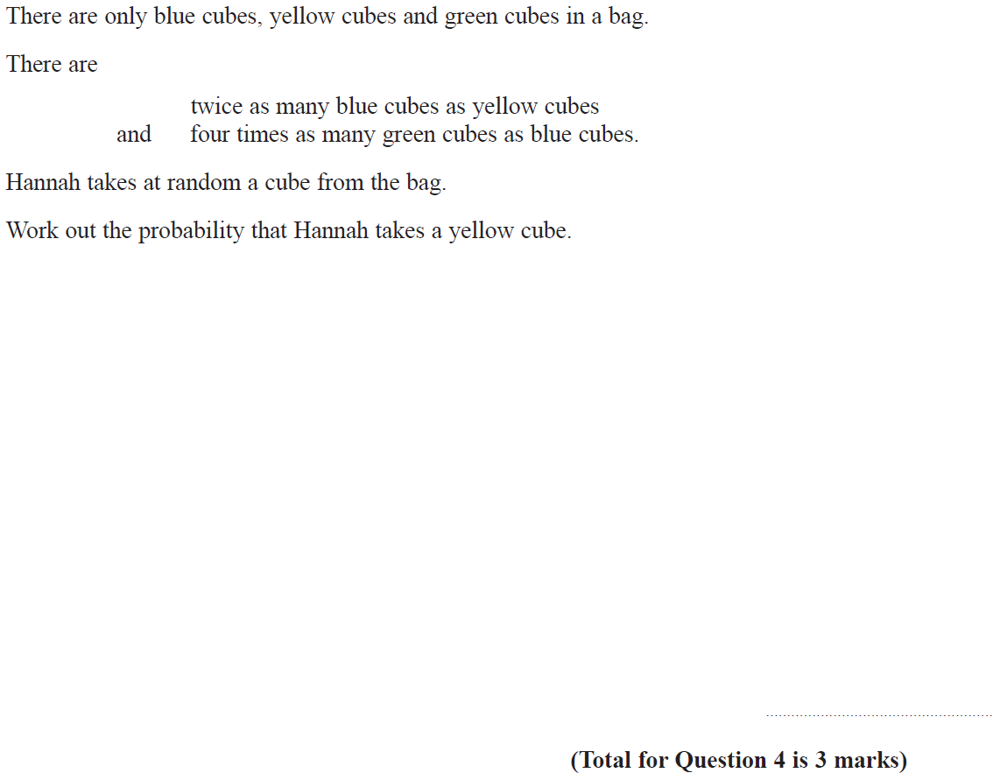 There are only blue cubes, yellow cubes and green cubes in a bag.
There are
twice as many blue cubes as yellow cubes
and four times as many green cubes as blue cubes.
Hannah takes at random a cube from the bag.
Work out the probability that Hannah takes a yellow cube.
(Total for Question 4 is 3 marks)